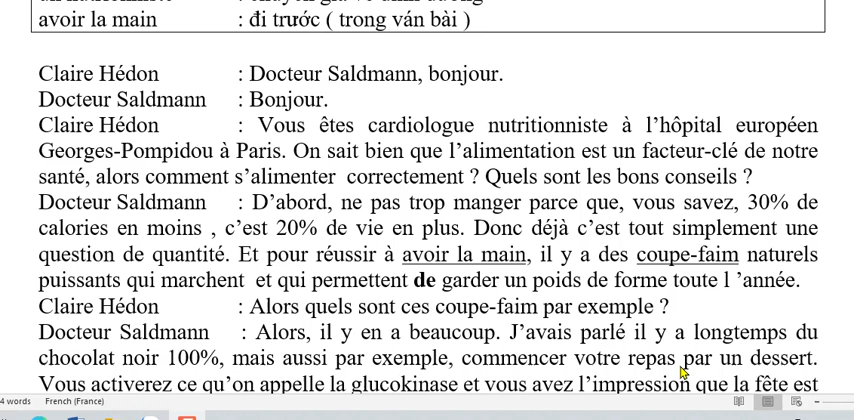 avoir la main : đi trước ( trong ván bài )
Claire Hédon : Docteur Saldmann, bonjour.
Docteur Saldmann : Bonjour.
Claire Hédon : Vous êtes cardiologue nutritionniste à l’hôpital européen
Georges-Pompidou à Paris. On sait bien que l’alimentation est un facteur-clé de notre
santé, alors comment s’alimenter correctement ? Quels sont les bons conseils ?
Docteur Saldmann : D’abord, ne pas trop manger parce que, vous savez, 30% de
calories en moins , c’est 20% de vie en plus. Donc déjà c’est tout simplement une
question de quantité. Et pour réussir à avoir la main, il y a des coupe-faim naturels
puissants qui marchent et qui permettent de garder un poids de forme toute l ’année.
Claire Hédon : Alors quels sont ces coupe-faim par exemple ?
Docteur Saldmann : Alors, il y en a beaucoup. J’avais parlé il y a longtemps du
chocolat noir 100%, mais aussi par exemple, commencer votre repas par un dessert.
Vous activerez ce qu’on appelle la glucokinase et vous avez l’impression que la fête est
4 words French (France)